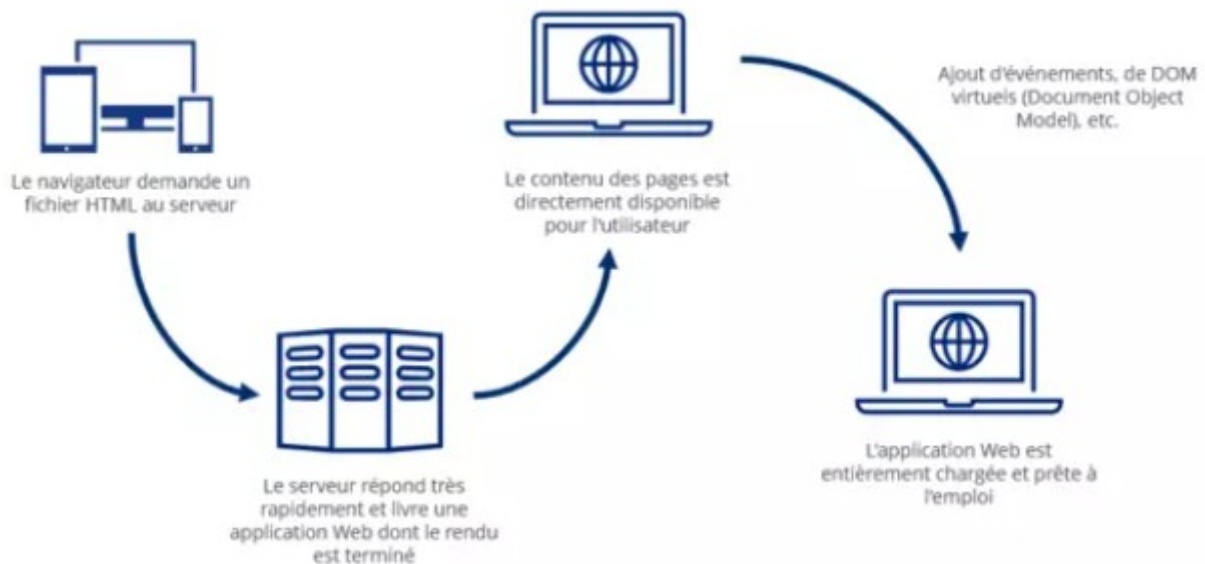 Le navigateur demande un
fichier HTML au serveur
Le serveur répond très
rapidement et livre une
application Web dont le rendu
est terminé
Le contenu des pages est
directement disponible
pour l'utilisateur
Ajout d'événements, de DOM
virtuels (Document Object
Model), etc.
L'application Web est
entièrement chargée et prête à
l'emploi